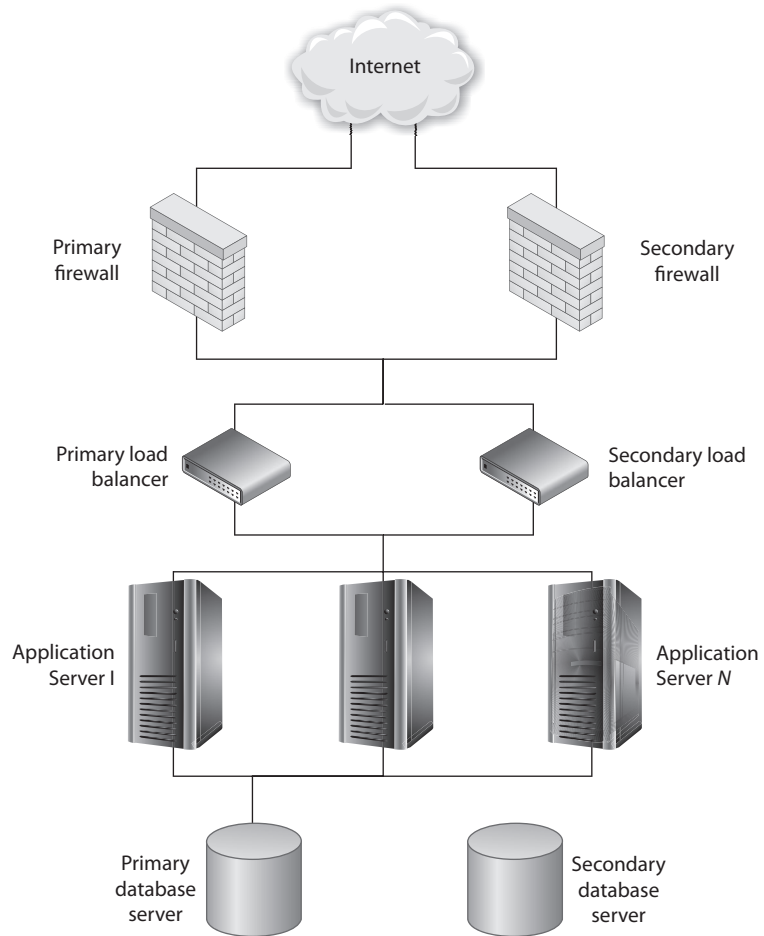 Internet
Primary
firewall
Secondary
firewall
Primary load
balancer
Secondary load
balancer
Application
Server I
Application
Server N
Primary
database
server
Secondary
database
server